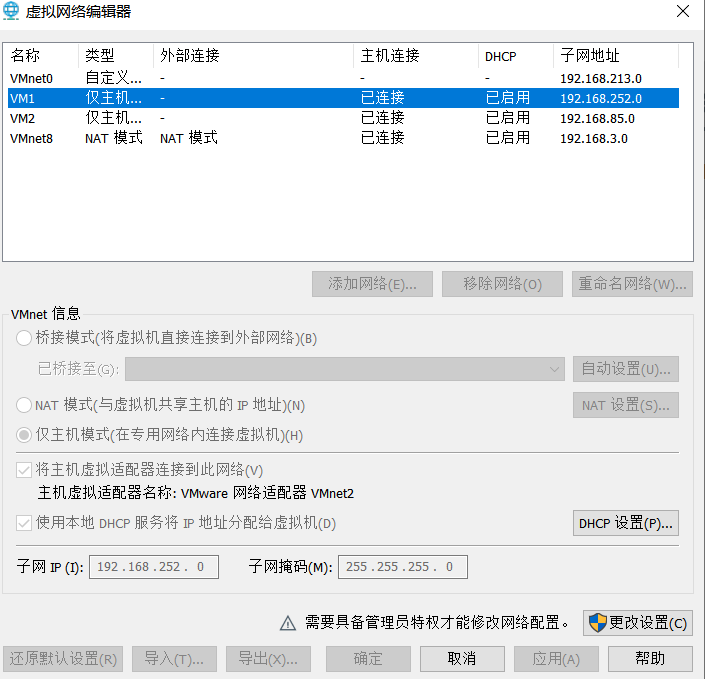 虚拟网络编辑器
名称 类型 外部连接 主机连接 DHCP 子网地址
VMnet0 自定义... - - - 192.168.213.0
VM1 仅主机... - 已连接 已启用 192.168.252.0
VM2 仅主机... - 已连接 已启用 192.168.85.0
VMnet8 NAT 模式 NAT 模式 已连接 已启用 192.168.3.0
添加网络(E)... 移除网络(O) 重命名网络(W)...
VMnet 信息
桥接模式(将虚拟机直接连接到外部网络)(B)
已桥接至(G): 自动设置(U)...
NAT 模式(与虚拟机共享主机的 IP 地址)(N) NAT 设置(S)...
仅主机模式(在专用网络内连接虚拟机)(H)
将主机虚拟适配器连接到此网络(V)
主机虚拟适配器名称: VMware 网络适配器 VMnet2
使用本地 DHCP 服务将 IP 地址分配给虚拟机(D) DHCP 设置(P)...
子网 IP (I): 192 . 168 . 252 . 0 子网掩码(M): 255 . 255 . 255 . 0
需要具备管理员特权才能修改网络配置。 更改设置(C)
还原默认设置(R) 导入(T)... 导出(X)... 确定 取消 应用(A) 帮助